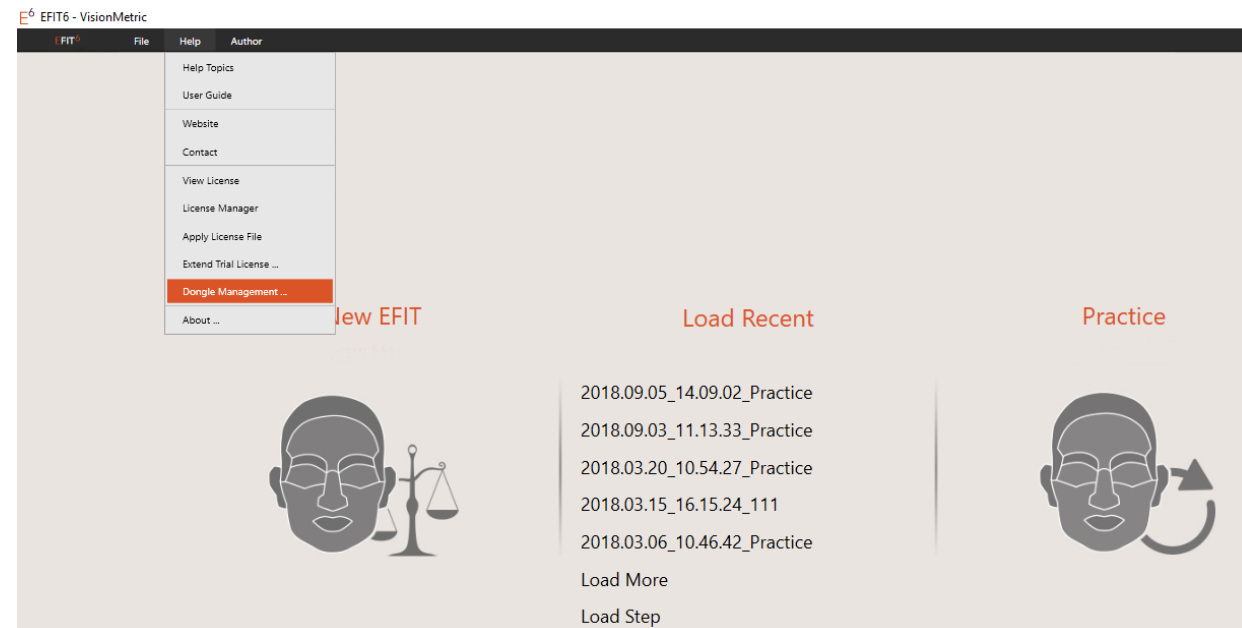 E6 EFIT6 - VisionMetric
EFIT6 File Help Author
Help Topics
User Guide
Website
Contact
View License
License Manager
Apply License File
Extend Trial License ...
Dongle Management ...
About ...
New EFIT
Load Recent
Practice
2018.09.05_14.09.02_Practice
2018.09.03_11.13.33_Practice
2018.03.20_10.54.27_Practice
2018.03.15_16.15.24_111
2018.03.06_10.46.42_Practice
Load More
Load Step